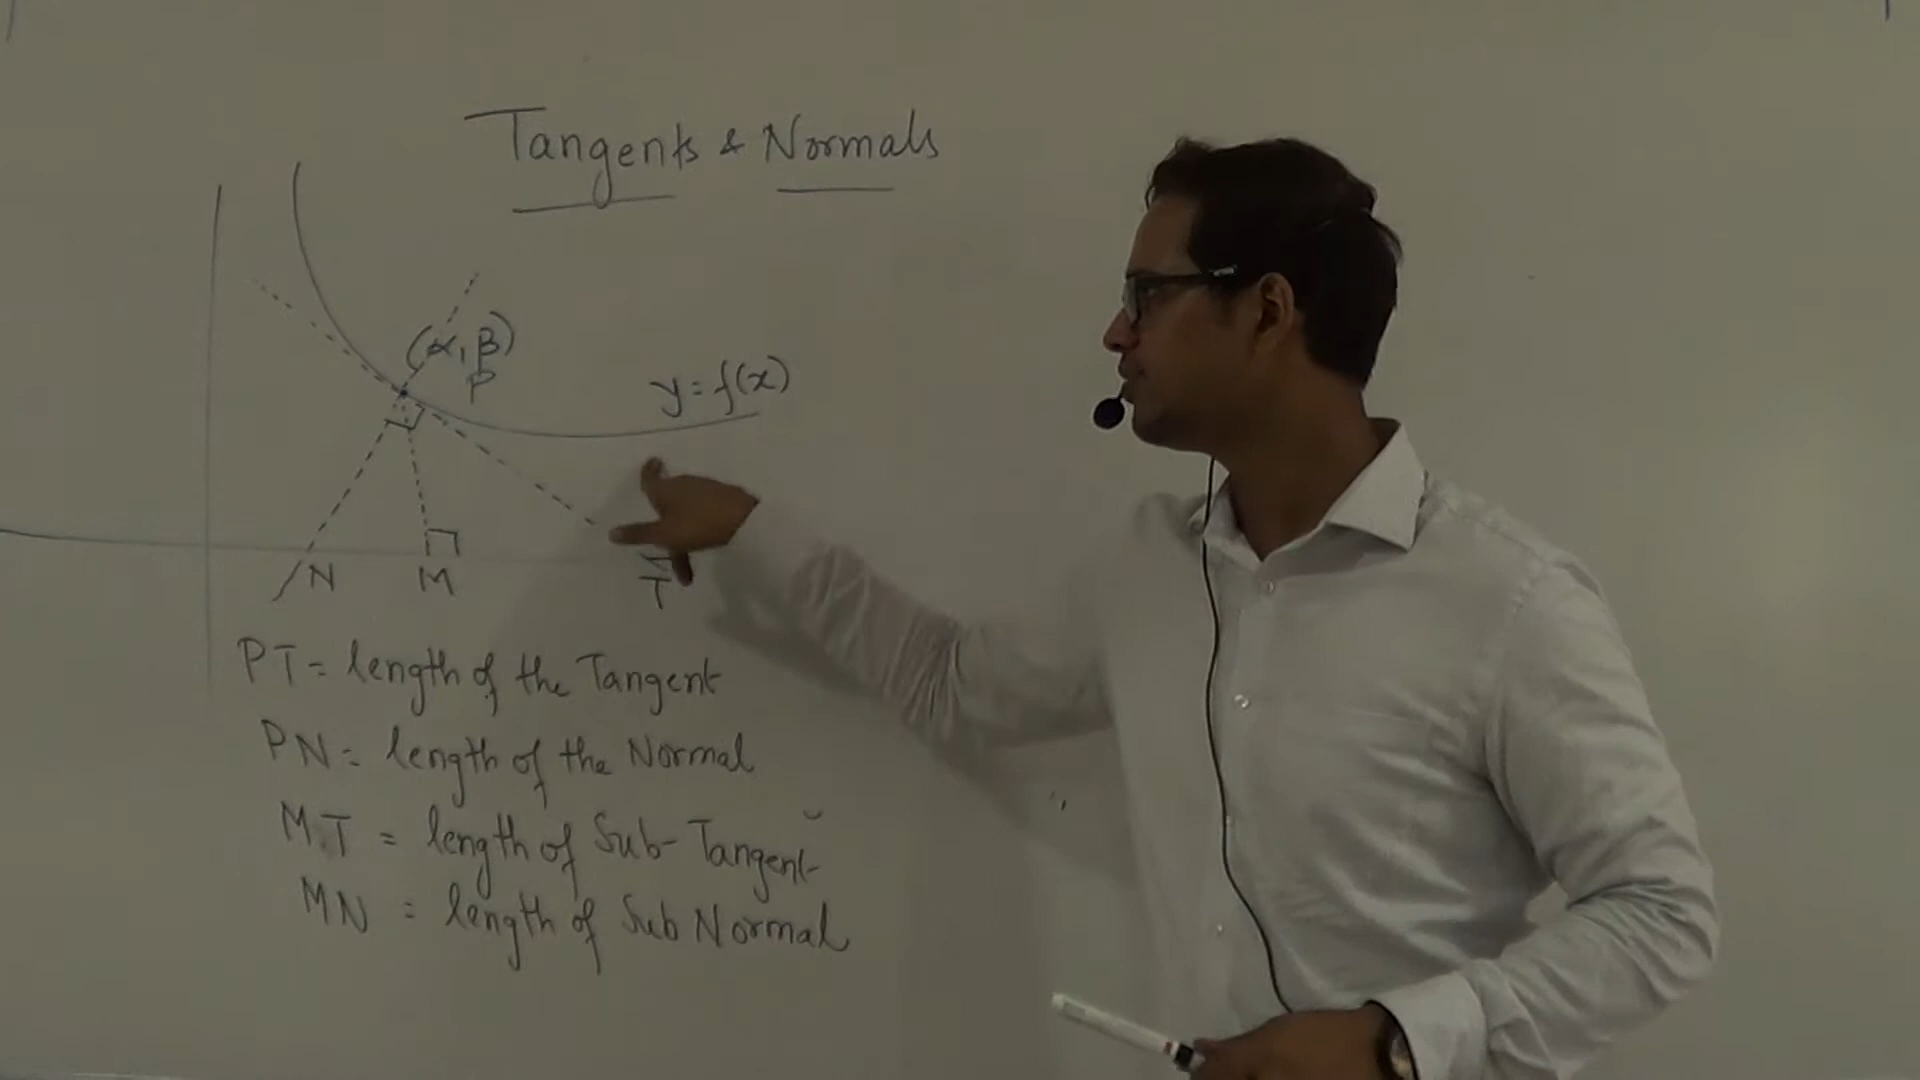 Tangents & Normals
(α, β)
P
y = f(x)
N M T
PT = length of the Tangent
PN = length of the Normal
MT = length of Sub-Tangent
MN = length of Sub Normal